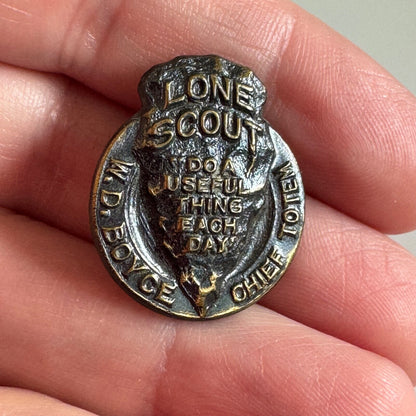 LONE
SCOUT
"DO A
USEFUL
THING
EACH
DAY"
W.D. BOYCE
CHIEF TOTEM